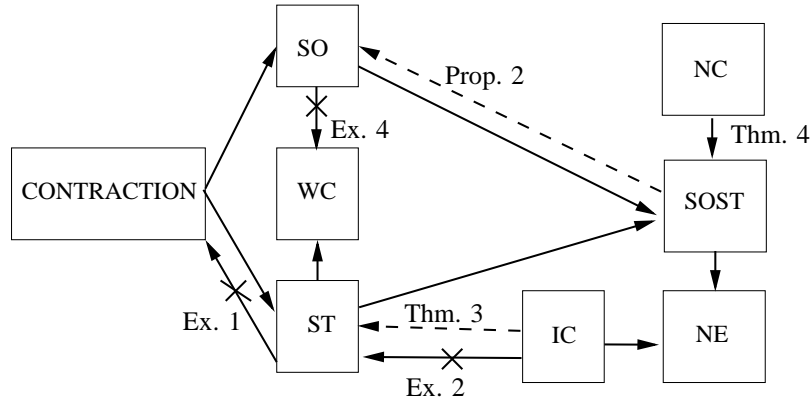 SO
Prop. 2
NC
Ex. 4
Thm. 4
CONTRACTION
WC
SOST
Ex. 1
ST
Thm. 3
IC
NE
Ex. 2